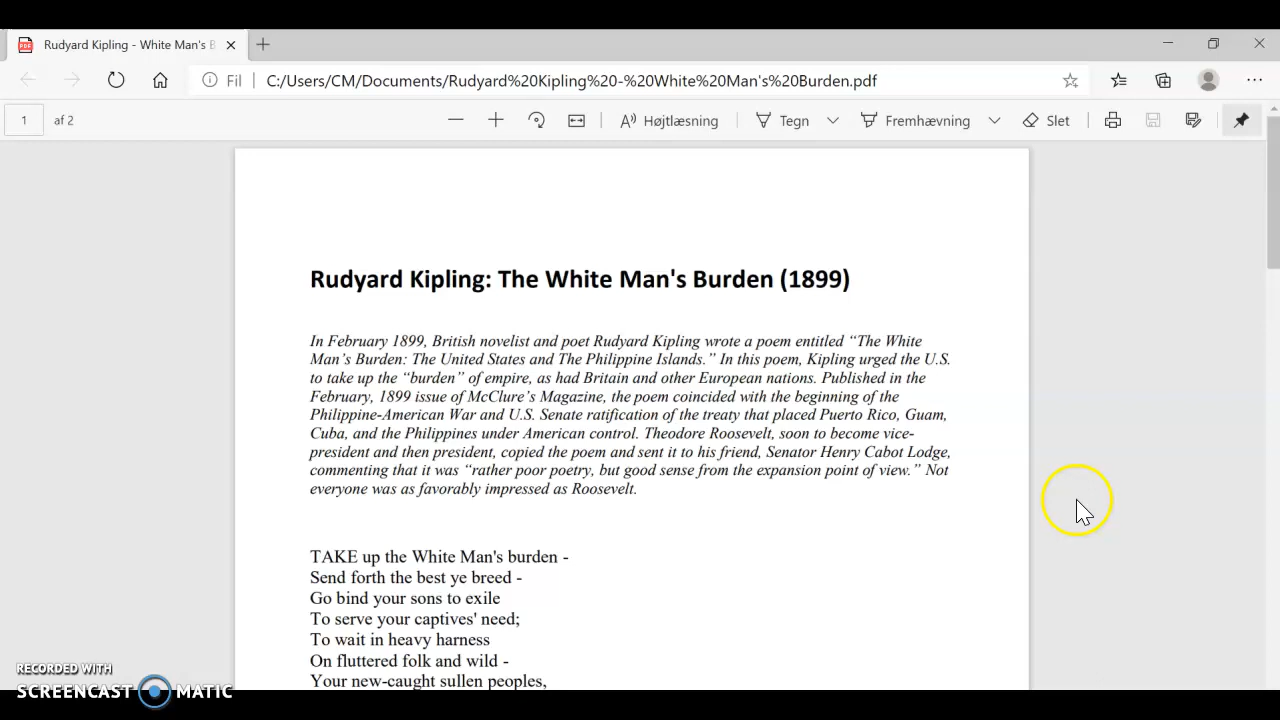 Rudyard Kipling - White Man's B
Fil
C:/Users/CM/Documents/Rudyard%20Kipling%20-%20White%20Man's%20Burden.pdf
1 af 2 Højtlæsning Tegn Fremhævning Slet
Rudyard Kipling: The White Man's Burden (1899)
In February 1899, British novelist and poet Rudyard Kipling wrote a poem entitled “The White
Man’s Burden: The United States and The Philippine Islands.” In this poem, Kipling urged the U.S.
to take up the “burden” of empire, as had Britain and other European nations. Published in the
February, 1899 issue of McClure’s Magazine, the poem coincided with the beginning of the
Philippine-American War and U.S. Senate ratification of the treaty that placed Puerto Rico, Guam,
Cuba, and the Philippines under American control. Theodore Roosevelt, soon to become vice-
president and then president, copied the poem and sent it to his friend, Senator Henry Cabot Lodge,
commenting that it was “rather poor poetry, but good sense from the expansion point of view.” Not
everyone was as favorably impressed as Roosevelt.
TAKE up the White Man's burden -
Send forth the best ye breed -
Go bind your sons to exile
To serve your captives' need;
To wait in heavy harness
On fluttered folk and wild -
Your new-caught sullen peoples,
RECORDED WITH
SCREENCAST MATIC